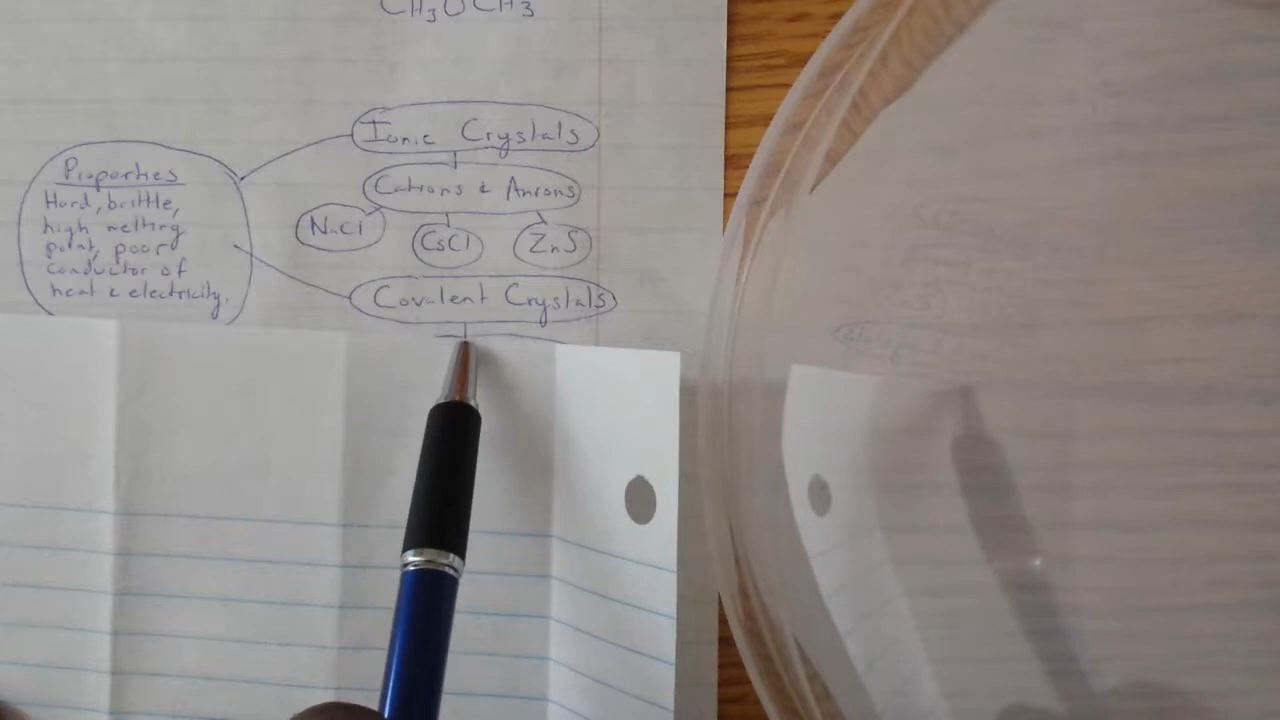 CH3OCH3
Ionic Crystals
Cations & Anions
NaCl
CsCl
ZnS
Covalent Crystals
Properties
Hard, brittle,
high melting
point, poor
conductor of
heat & electricity.